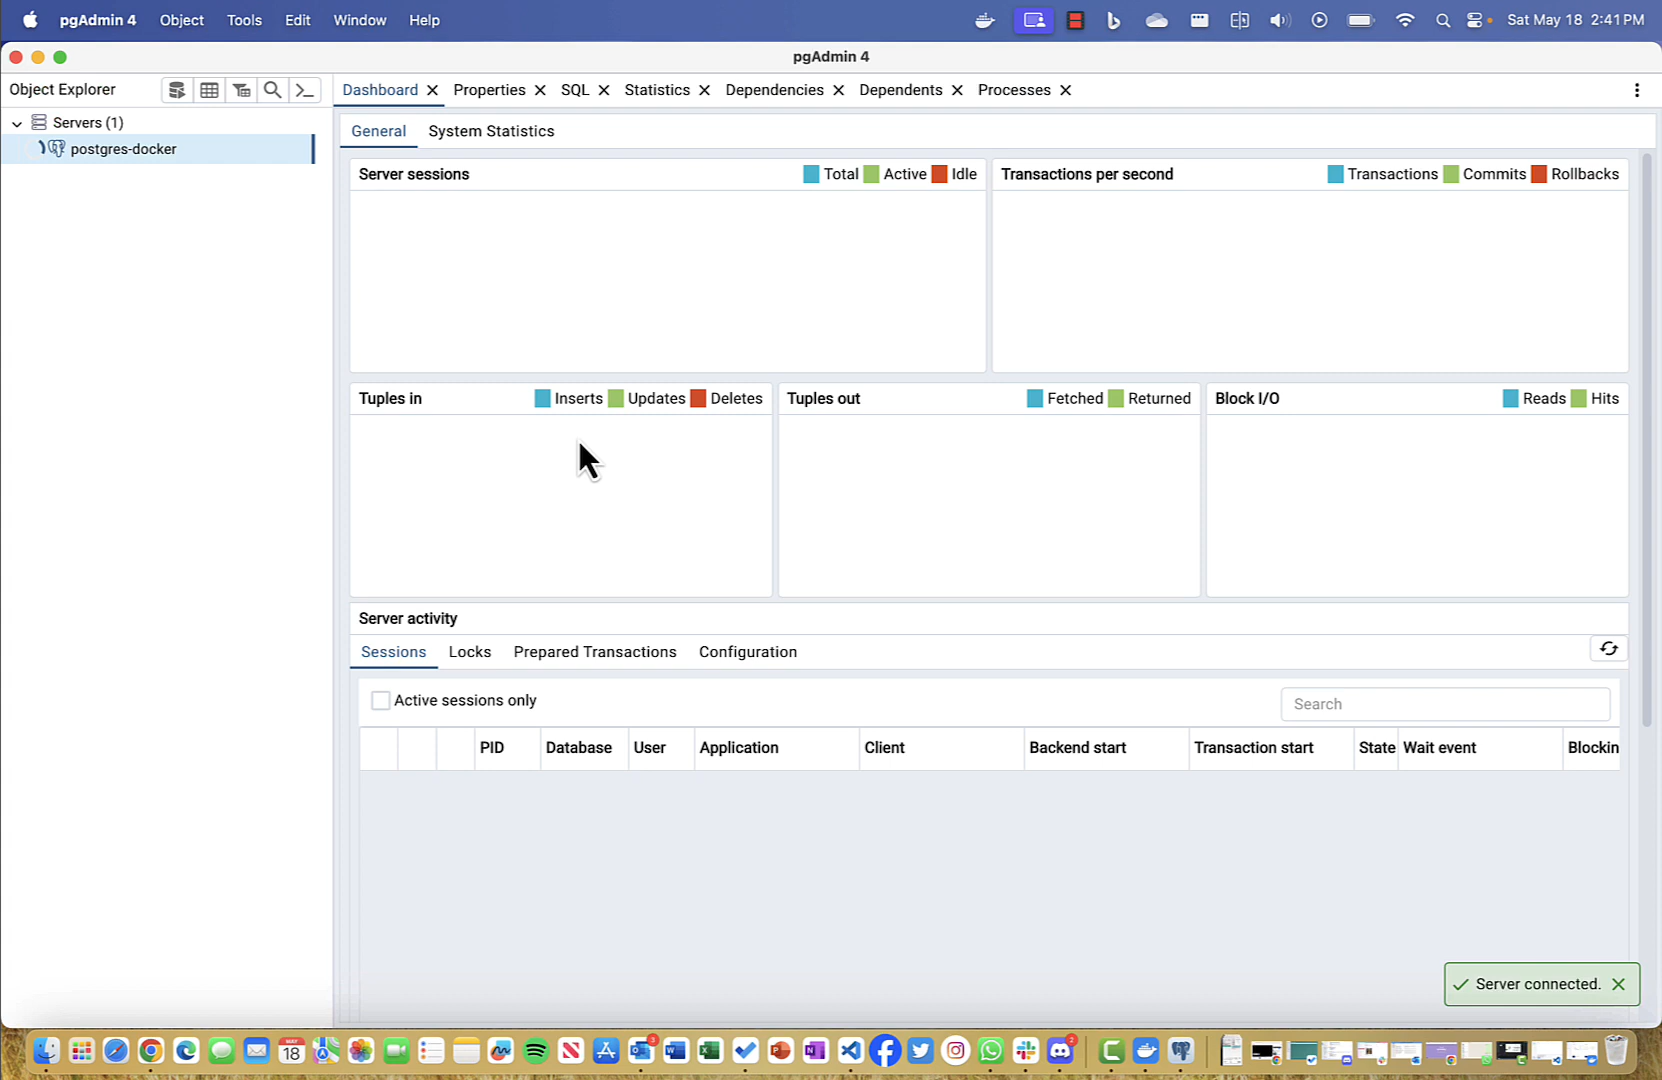 pgAdmin 4 Object Tools Edit Window Help Sat May 18 2:41 PM
pgAdmin 4
Object Explorer
Dashboard Properties SQL Statistics Dependencies Dependents Processes
Servers (1)
postgres-docker
General System Statistics
Server sessions Total Active Idle
Transactions per second Transactions Commits Rollbacks
Tuples in Inserts Updates Deletes
Tuples out Fetched Returned
Block I/O Reads Hits
Server activity
Sessions Locks Prepared Transactions Configuration
Active sessions only
Search
PID Database User Application Client Backend start Transaction start State Wait event Blockin
Server connected.
MAY
18
3
2